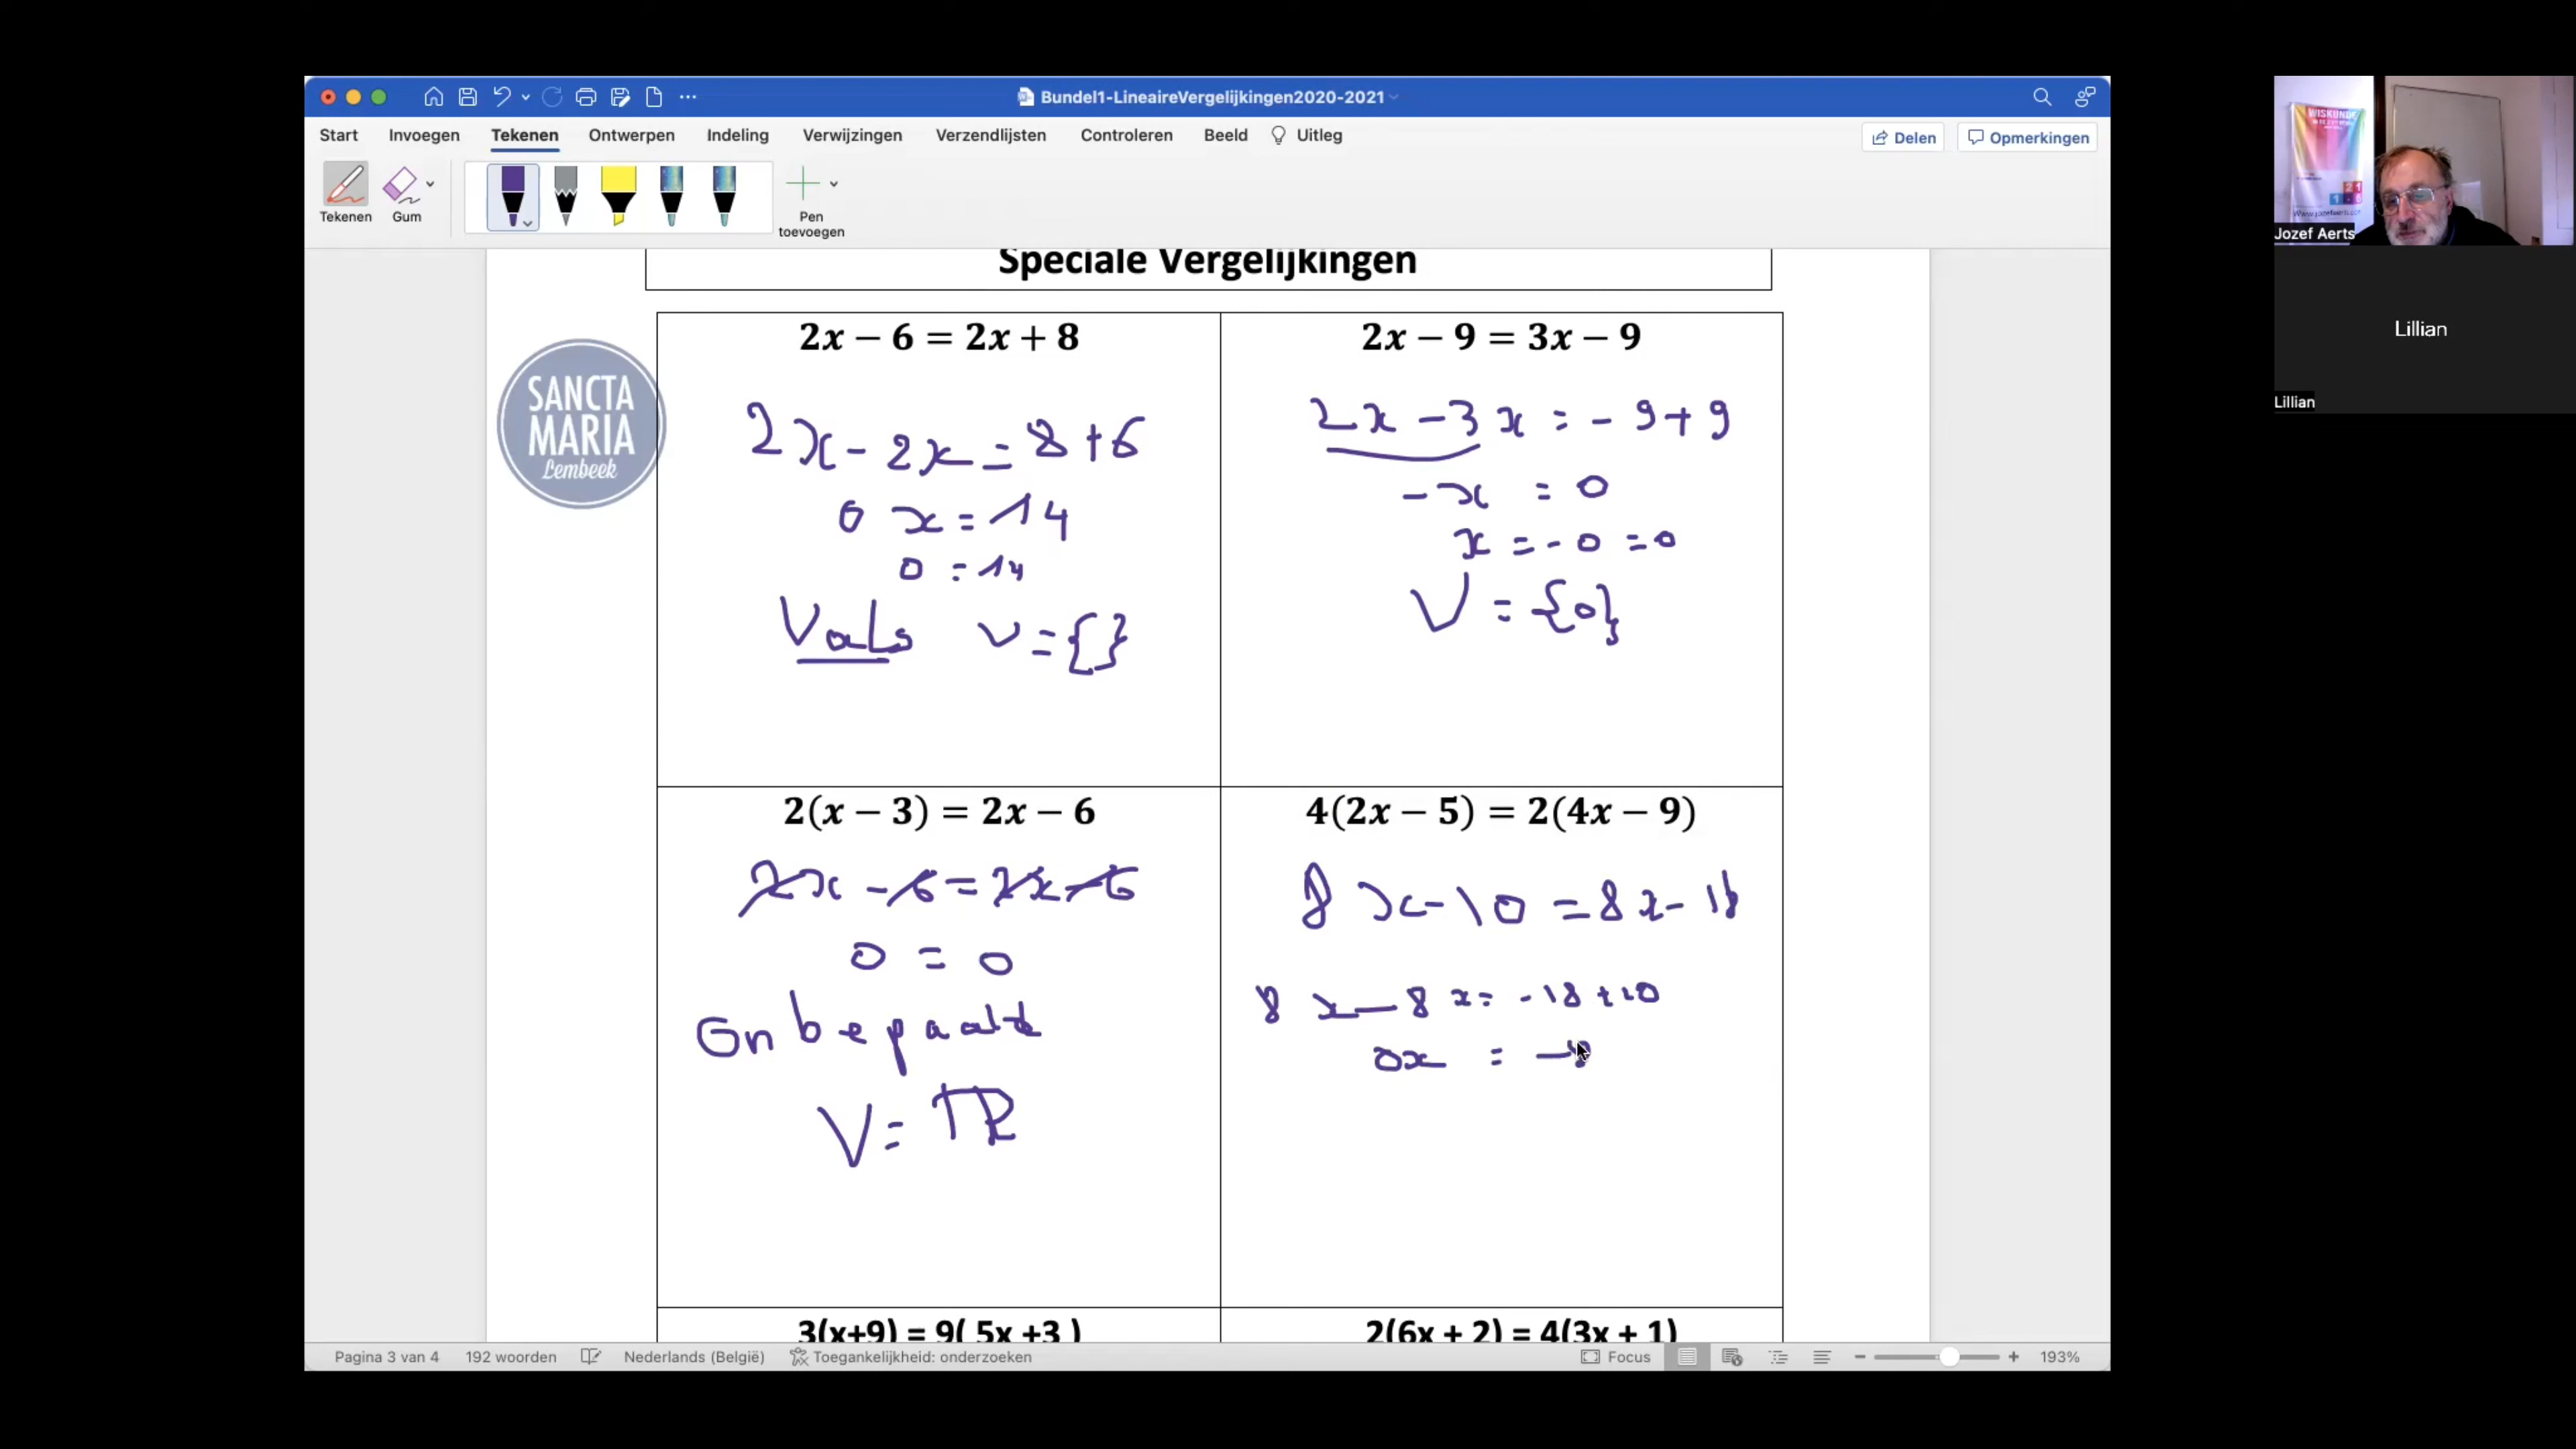 Bundel1-LineaireVergelijkingen2020-2021
Start Invoegen Tekenen Ontwerpen Indeling Verwijzingen Verzendlijsten Controleren Beeld Uitleg Delen Opmerkingen
Tekenen Gum Pen toevoegen
WISKUNDE
Jozef Aerts
Lillian
Lillian
Speciale Vergelijkingen
SANCTA
MARIA
Lembeek
2x − 6 = 2x + 8
2x - 2x = 8 + 6
0 x = 14
0 = 14
Vals V = {}
2x − 9 = 3x − 9
2x - 3x = -9 + 9
-x = 0
x = -0 = 0
V = {0}
2(x − 3) = 2x − 6
2x - 6 = 2x - 6
0 = 0
Onbepaald
V = ℝ
4(2x − 5) = 2(4x − 9)
8x - 10 = 8x - 18
8x - 8x = -18 + 10
0x = -8
3(x+9) = 9( 5x +3 )
2(6x + 2) = 4(3x + 1)
Pagina 3 van 4 192 woorden Nederlands (België) Toegankelijkheid: onderzoeken Focus 193%